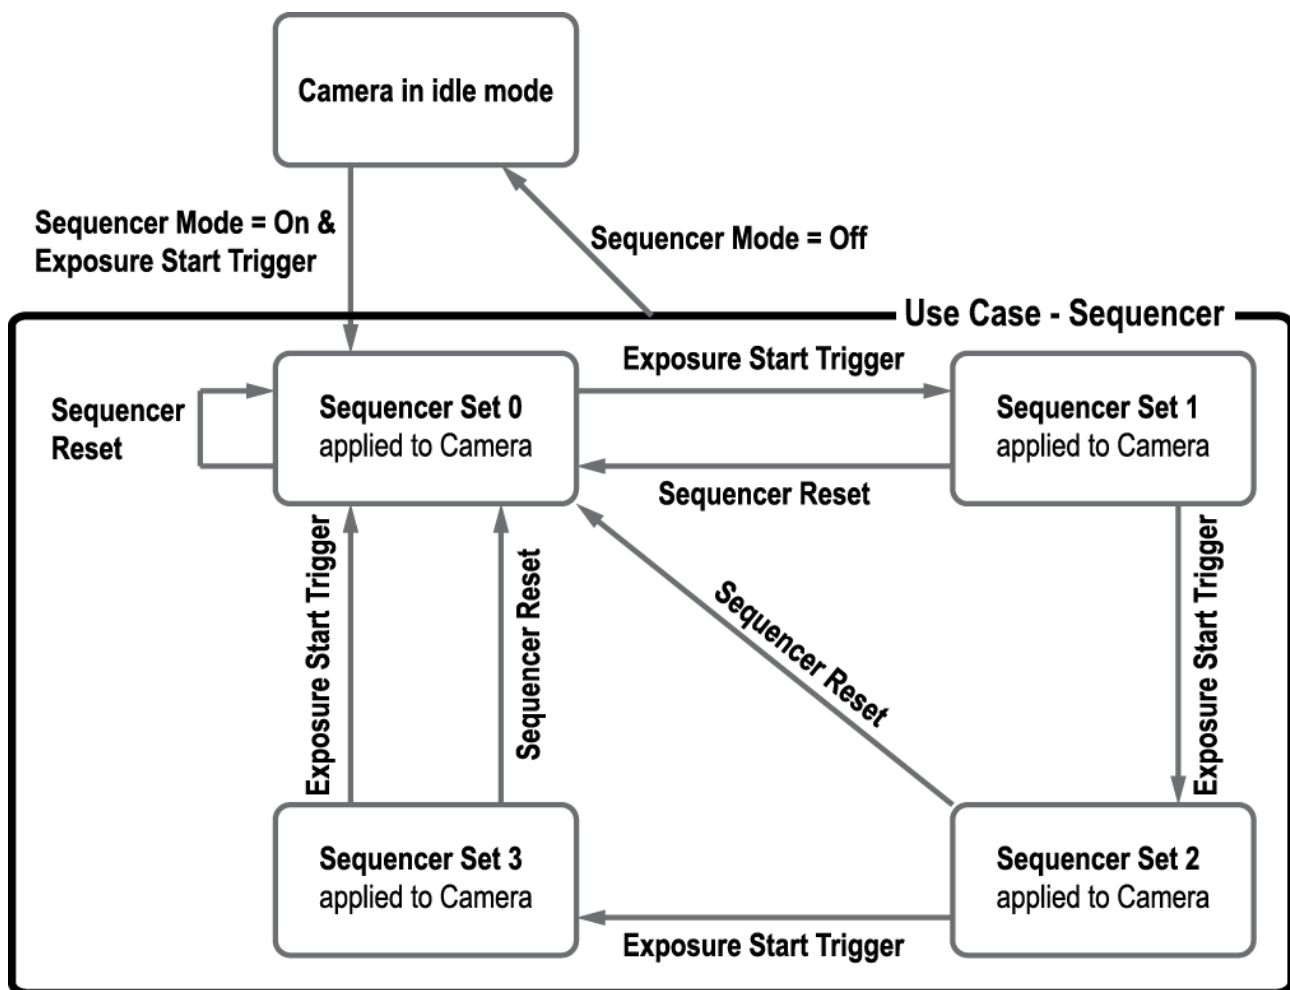 Camera in idle mode
Sequencer Mode = On &
Exposure Start Trigger
Sequencer Mode = Off
Use Case - Sequencer
Exposure Start Trigger
Sequencer
Reset
Sequencer Set 0
applied to Camera
Sequencer Set 1
applied to Camera
Sequencer Reset
Exposure Start Trigger
Sequencer Reset
Sequencer Reset
Exposure Start Trigger
Sequencer Set 3
applied to Camera
Sequencer Set 2
applied to Camera
Exposure Start Trigger